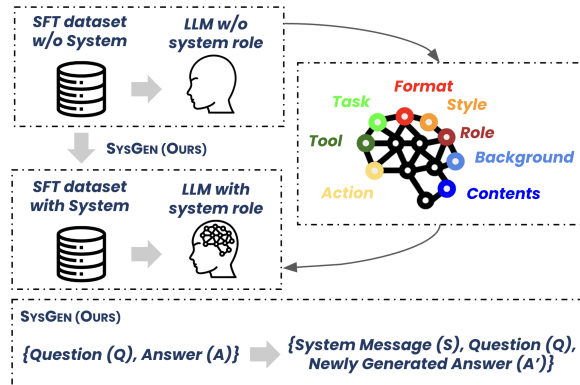 SFT dataset
w/o System
LLM w/o
system role
Format
Task
Style
Tool
Role
Background
Action
Contents
SysGen (Ours)
SFT dataset
with System
LLM with
system role
SysGen (Ours)
{Question (Q), Answer (A)}
{System Message (S), Question (Q),
Newly Generated Answer (A’)}